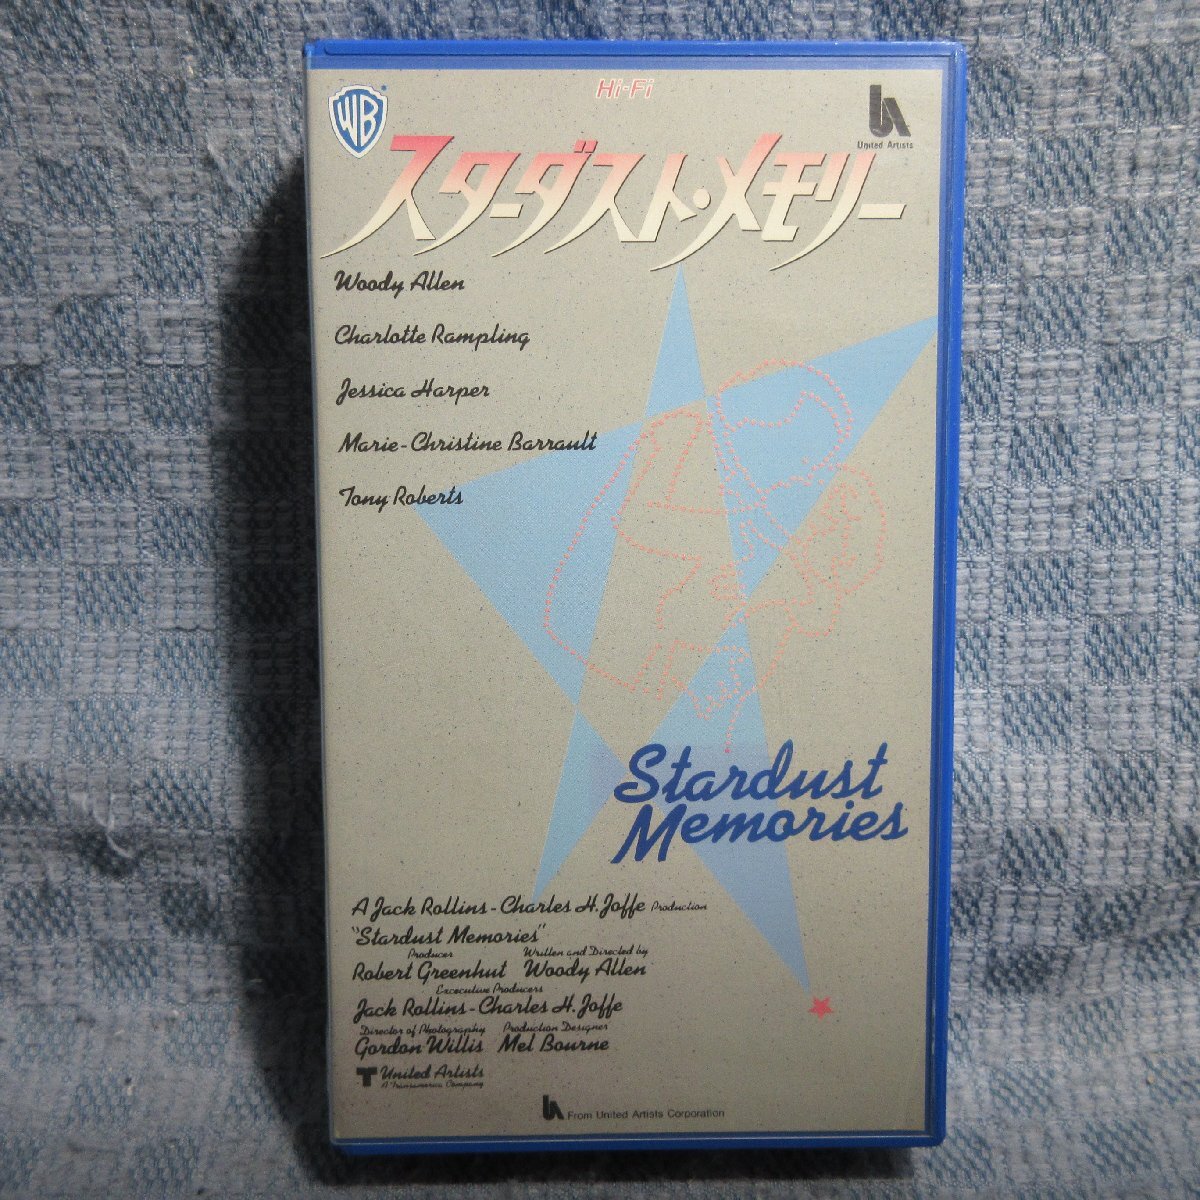 Hi-Fi
WB
United Artists
スターダスト・メモリー
Woody Allen
Charlotte Rampling
Jessica Harper
Marie-Christine Barrault
Tony Roberts
Stardust
Memories
A Jack Rollins-Charles H. Joffe Production
"Stardust Memories"
Producer Written and Directed by
Robert Greenhut Woody Allen
Excecutive Producers
Jack Rollins-Charles H. Joffe
Director of Photography Production Designer
Gordon Willis Mel Bourne
T United Artists
A Transamerica Company
From United Artists Corporation